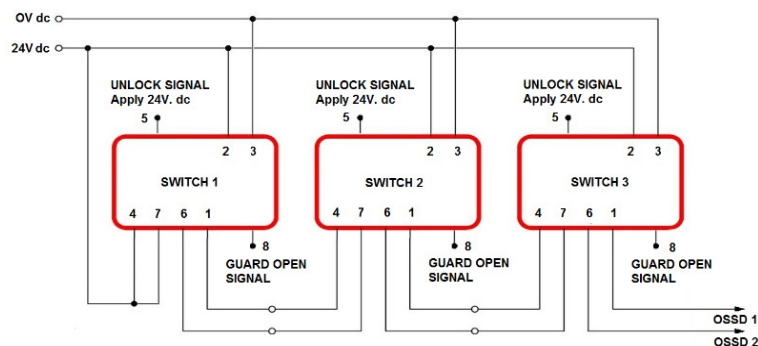 0V dc
24V dc
UNLOCK SIGNAL
Apply 24V. dc
UNLOCK SIGNAL
Apply 24V. dc
UNLOCK SIGNAL
Apply 24V. dc
5
5
5
2 3
2 3
2 3
SWITCH 1
SWITCH 2
SWITCH 3
4 7 6 1
4 7 6 1
4 7 6 1
8
8
8
GUARD OPEN
SIGNAL
GUARD OPEN
SIGNAL
GUARD OPEN
SIGNAL
OSSD 1
OSSD 2